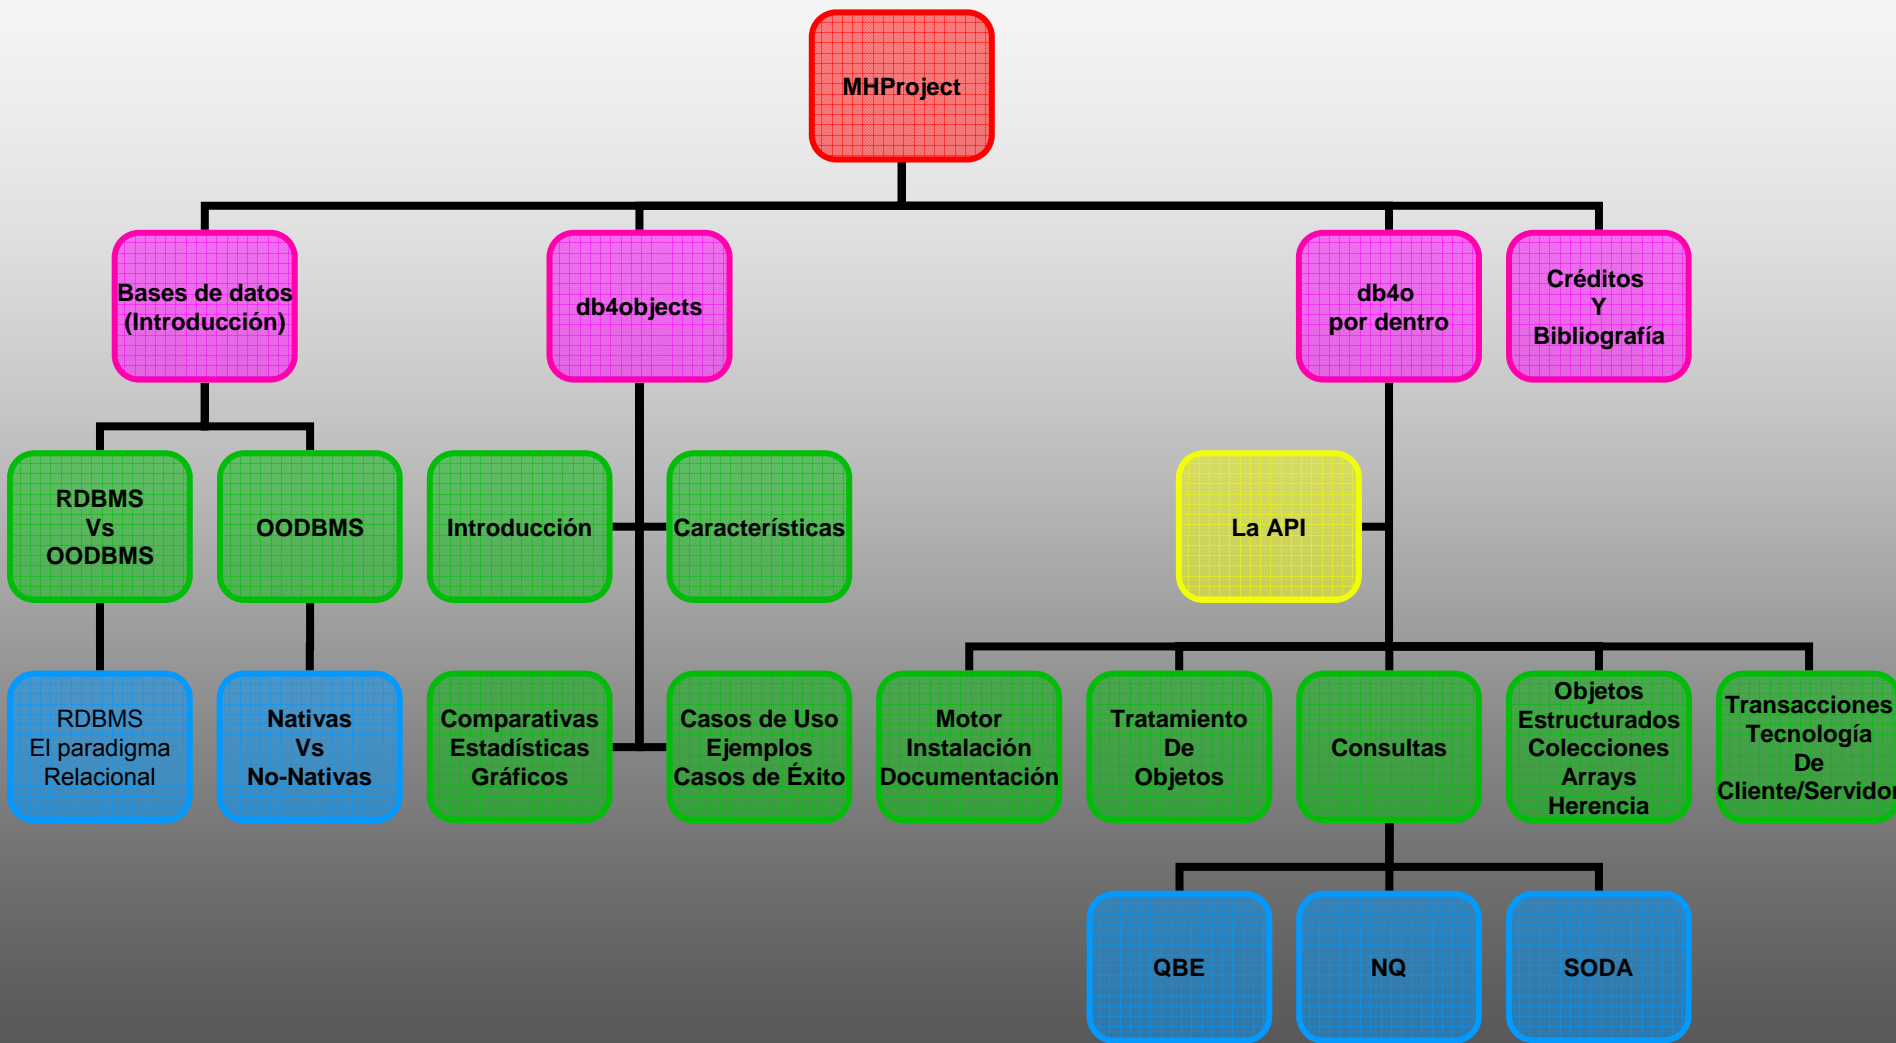 MHProject
Bases de datos
(Introducción)
db4objects
db4o
por dentro
Créditos
Y
Bibliografía
RDBMS
Vs
OODBMS
OODBMS
Introducción
Características
La API
RDBMS
El paradigma
Relacional
Nativas
Vs
No-Nativas
Comparativas
Estadísticas
Gráficos
Casos de Uso
Ejemplos
Casos de Éxito
Motor
Instalación
Documentación
Tratamiento
De
Objetos
Consultas
Objetos
Estructurados
Colecciones
Arrays
Herencia
Transacciones
Tecnología
De
Cliente/Servidor
QBE
NQ
SODA